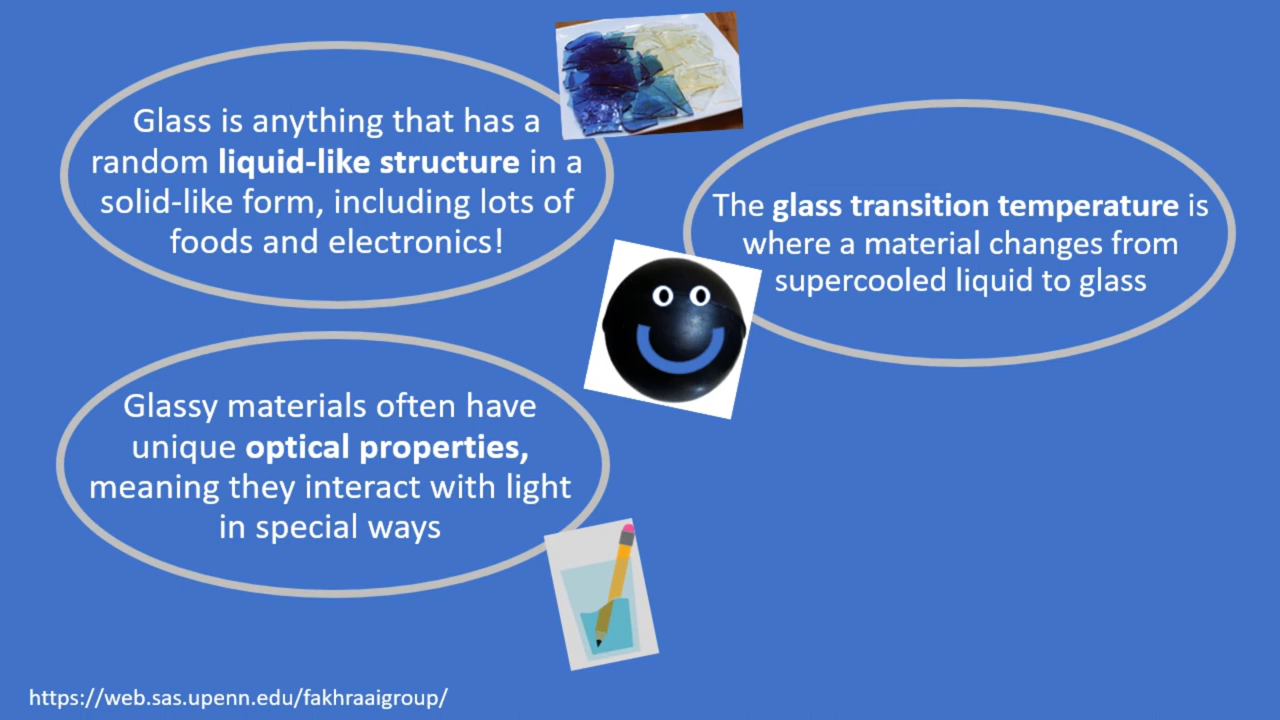 Glass is anything that has a
random liquid-like structure in a
solid-like form, including lots of
foods and electronics!
The glass transition temperature is
where a material changes from
supercooled liquid to glass
Glassy materials often have
unique optical properties,
meaning they interact with light
in special ways
https://web.sas.upenn.edu/fakhraaigroup/